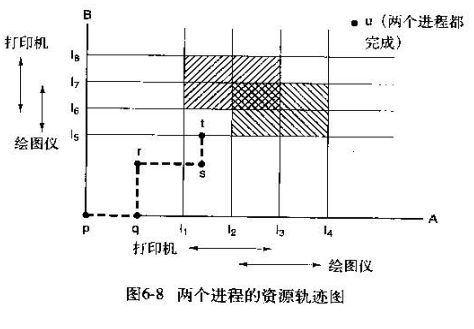 B
● u（两个进程都
完成）
打印机
I8
I7
I6
绘图仪
I5
t
r
s
p
q
I1
I2
I3
I4
A
打印机
绘图仪
图6-8 两个进程的资源轨迹图